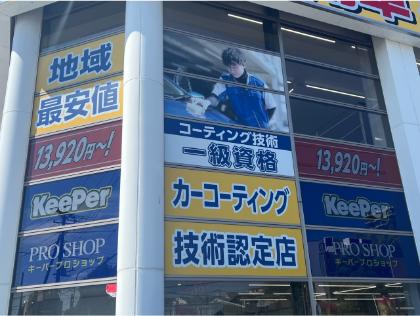 地域
最安値
13,920円～!
KeePer
PRO SHOP
キーパープロショップ
コーティング技術
一級資格
カーコーティング
技術認定店
13,920円～!
KeePer
PRO SHOP
キーパープロショップ